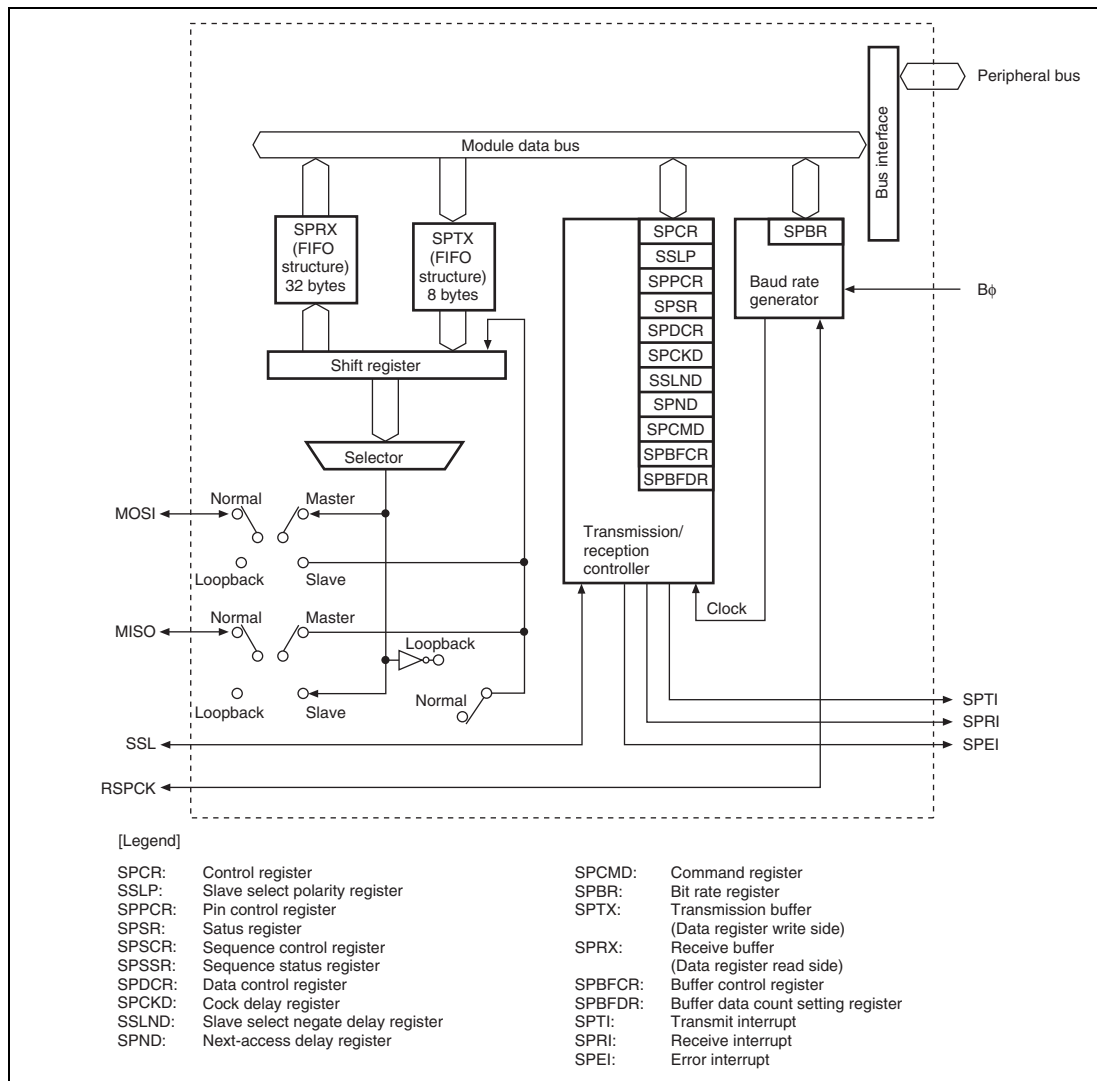 Peripheral bus
Bus interface
Module data bus
SPRX
(FIFO
structure)
32 bytes
SPTX
(FIFO
structure)
8 bytes
SPCR
SSLP
SPPCR
SPSR
SPDCR
SPCKD
SSLND
SPND
SPCMD
SPBFCR
SPBFDR
Transmission/
reception
controller
SPBR
Baud rate
generator
Bϕ
Shift register
Selector
Clock
MOSI
Normal
Master
Loopback
Slave
MISO
Normal
Master
Loopback
Slave
Loopback
Normal
SSL
RSPCK
SPTI
SPRI
SPEI
[Legend]
SPCR: Control register
SSLP: Slave select polarity register
SPPCR: Pin control register
SPSR: Satus register
SPSCR: Sequence control register
SPSSR: Sequence status register
SPDCR: Data control register
SPCKD: Cock delay register
SSLND: Slave select negate delay register
SPND: Next-access delay register
SPCMD: Command register
SPBR: Bit rate register
SPTX: Transmission buffer
(Data register write side)
SPRX: Receive buffer
(Data register read side)
SPBFCR: Buffer control register
SPBFDR: Buffer data count setting register
SPTI: Transmit interrupt
SPRI: Receive interrupt
SPEI: Error interrupt